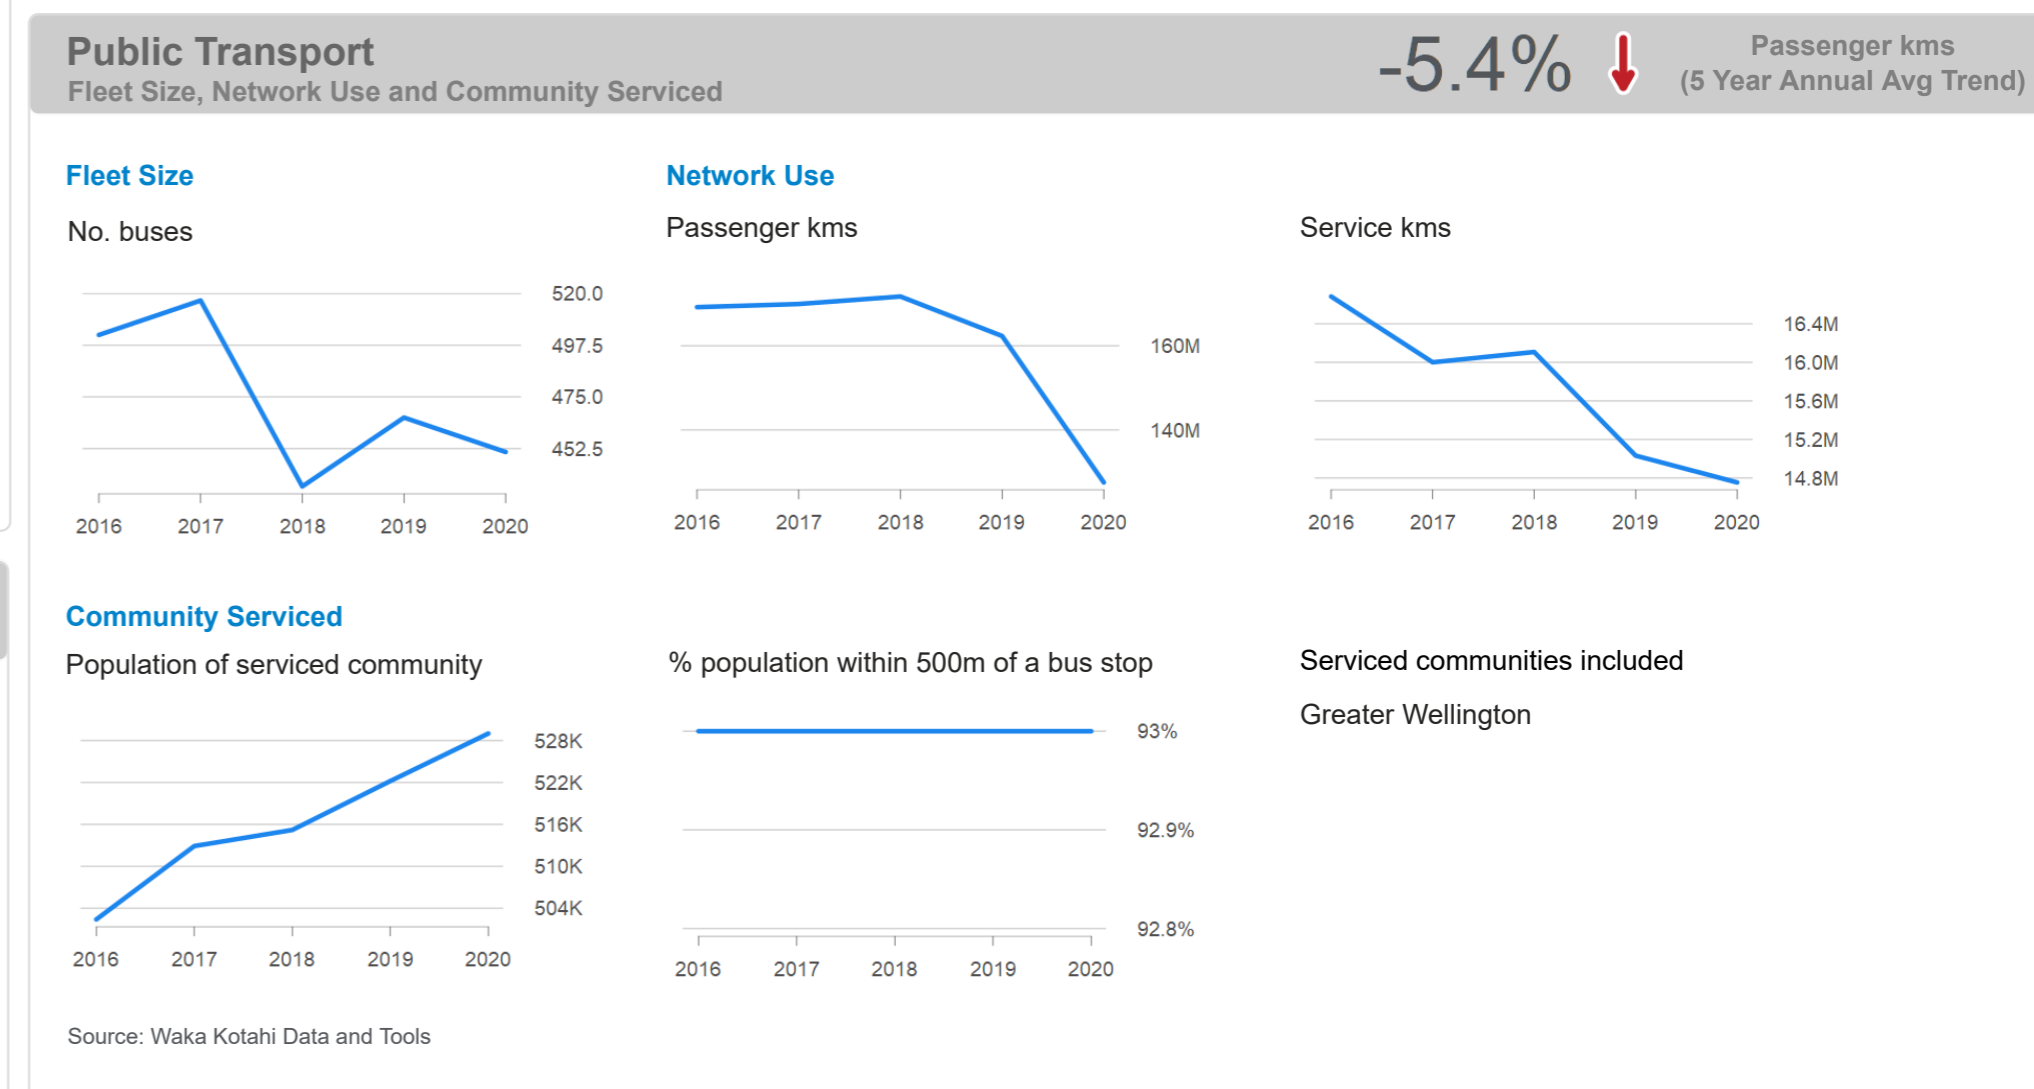 Public Transport
Fleet Size, Network Use and Community Serviced
-5.4%
Passenger kms
(5 Year Annual Avg Trend)
Fleet Size
No. buses
520.0
497.5
475.0
452.5
2016 2017 2018 2019 2020
Network Use
Passenger kms
160M
140M
2016 2017 2018 2019 2020
Service kms
16.4M
16.0M
15.6M
15.2M
14.8M
2016 2017 2018 2019 2020
Community Serviced
Population of serviced community
528K
522K
516K
510K
504K
2016 2017 2018 2019 2020
% population within 500m of a bus stop
93%
92.9%
92.8%
2016 2017 2018 2019 2020
Serviced communities included
Greater Wellington
Source: Waka Kotahi Data and Tools